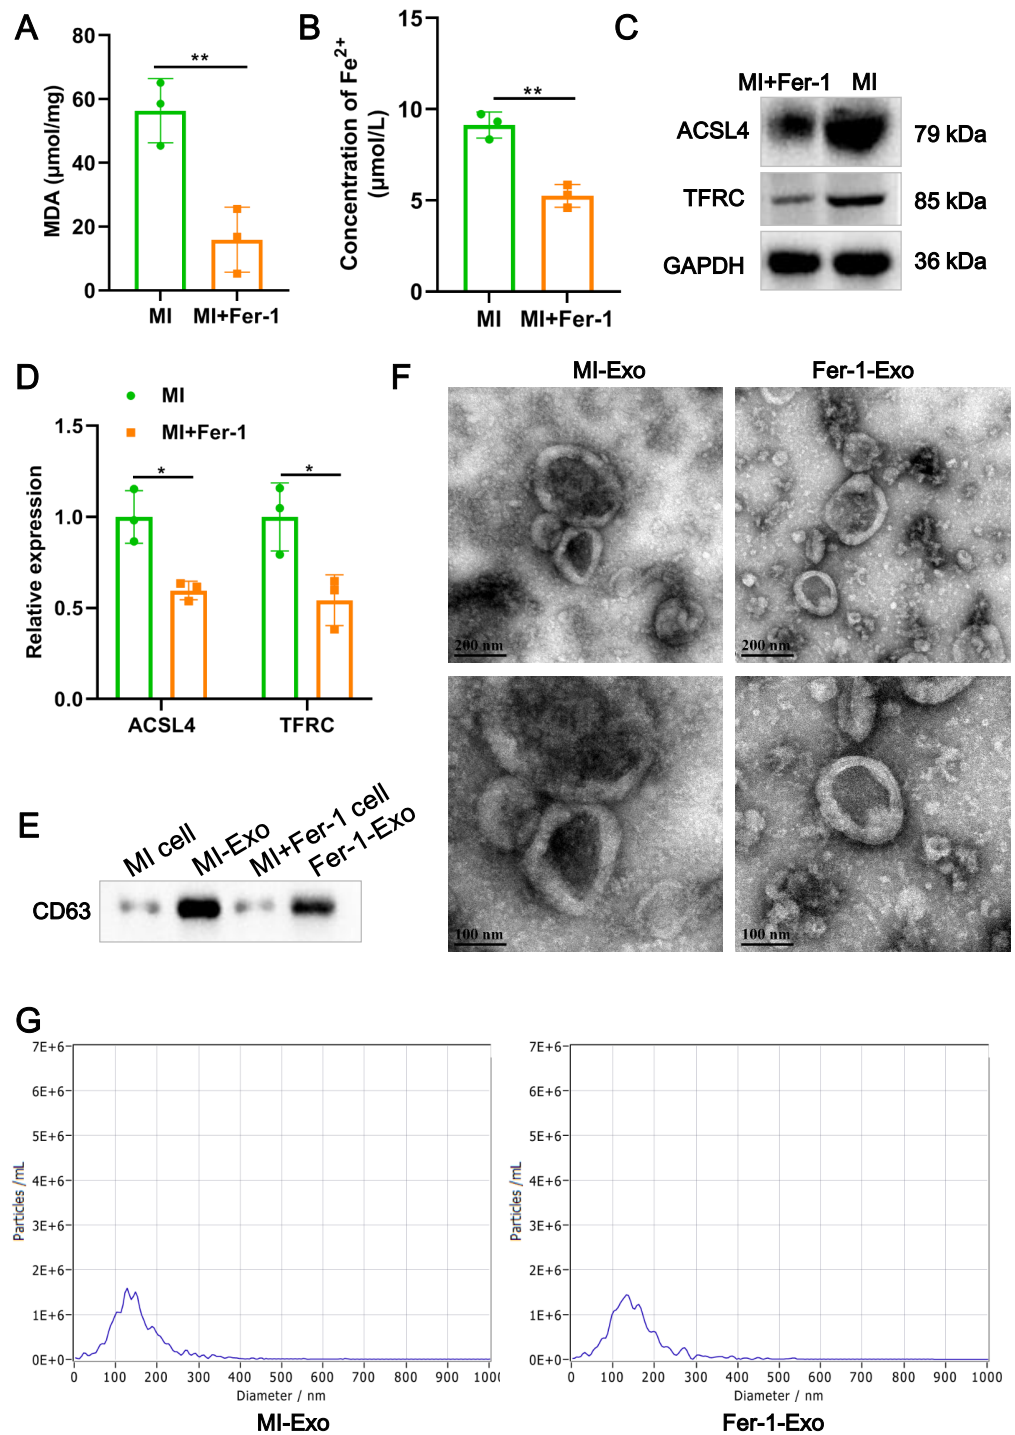 A
MDA (μmol/mg)
80
60
40
20
0
**
MI
MI+Fer-1
B
Concentration of Fe2+
(μmol/L)
15
10
5
0
**
MI
MI+Fer-1
C
MI+Fer-1
MI
ACSL4
79 kDa
TFRC
85 kDa
GAPDH
36 kDa
D
MI
MI+Fer-1
Relative expression
1.5
1.0
0.5
0.0
*
*
ACSL4
TFRC
E
MI cell
MI-Exo
MI+Fer-1 cell
Fer-1-Exo
CD63
F
MI-Exo
Fer-1-Exo
200 nm
200 nm
100 nm
100 nm
G
Particles /mL
7E+6
6E+6
5E+6
4E+6
3E+6
2E+6
1E+6
0E+0
0 100 200 300 400 500 600 700 800 900 100
Diameter / nm
MI-Exo
Particles /mL
7E+6
6E+6
5E+6
4E+6
3E+6
2E+6
1E+6
0E+0
0 100 200 300 400 500 600 700 800 900 1000
Diameter / nm
Fer-1-Exo